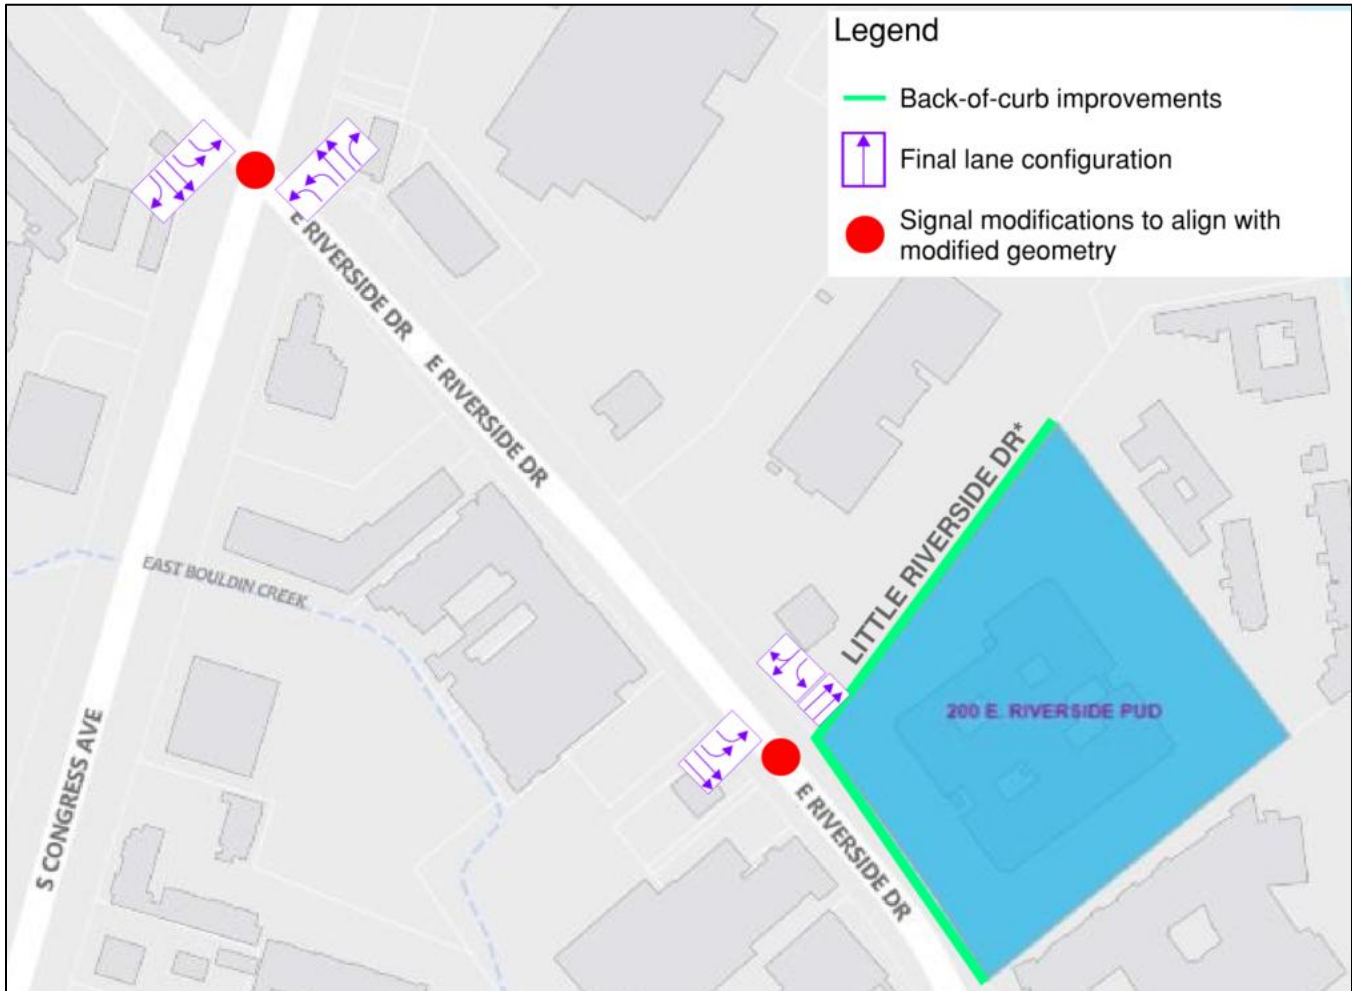 Legend
Back-of-curb improvements
Final lane configuration
Signal modifications to align with
modified geometry
E RIVERSIDE DR
E RIVERSIDE DR
LITTLE RIVERSIDE DR*
EAST BOULDIN CREEK
200 E. RIVERSIDE PUD
S CONGRESS AVE
E RIVERSIDE DR